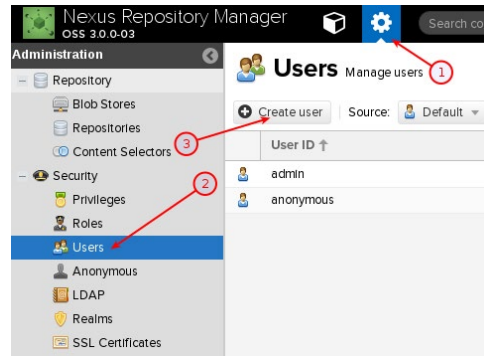 Nexus Repository Manager
OSS 3.0.0-03
Search co
Administration
Users Manage users
1
Repository
Blob Stores
Create user
Source: Default
Repositories
3
Content Selectors
User ID ↑
Security
2
admin
Privileges
anonymous
Roles
Users
Anonymous
LDAP
Realms
SSL Certificates